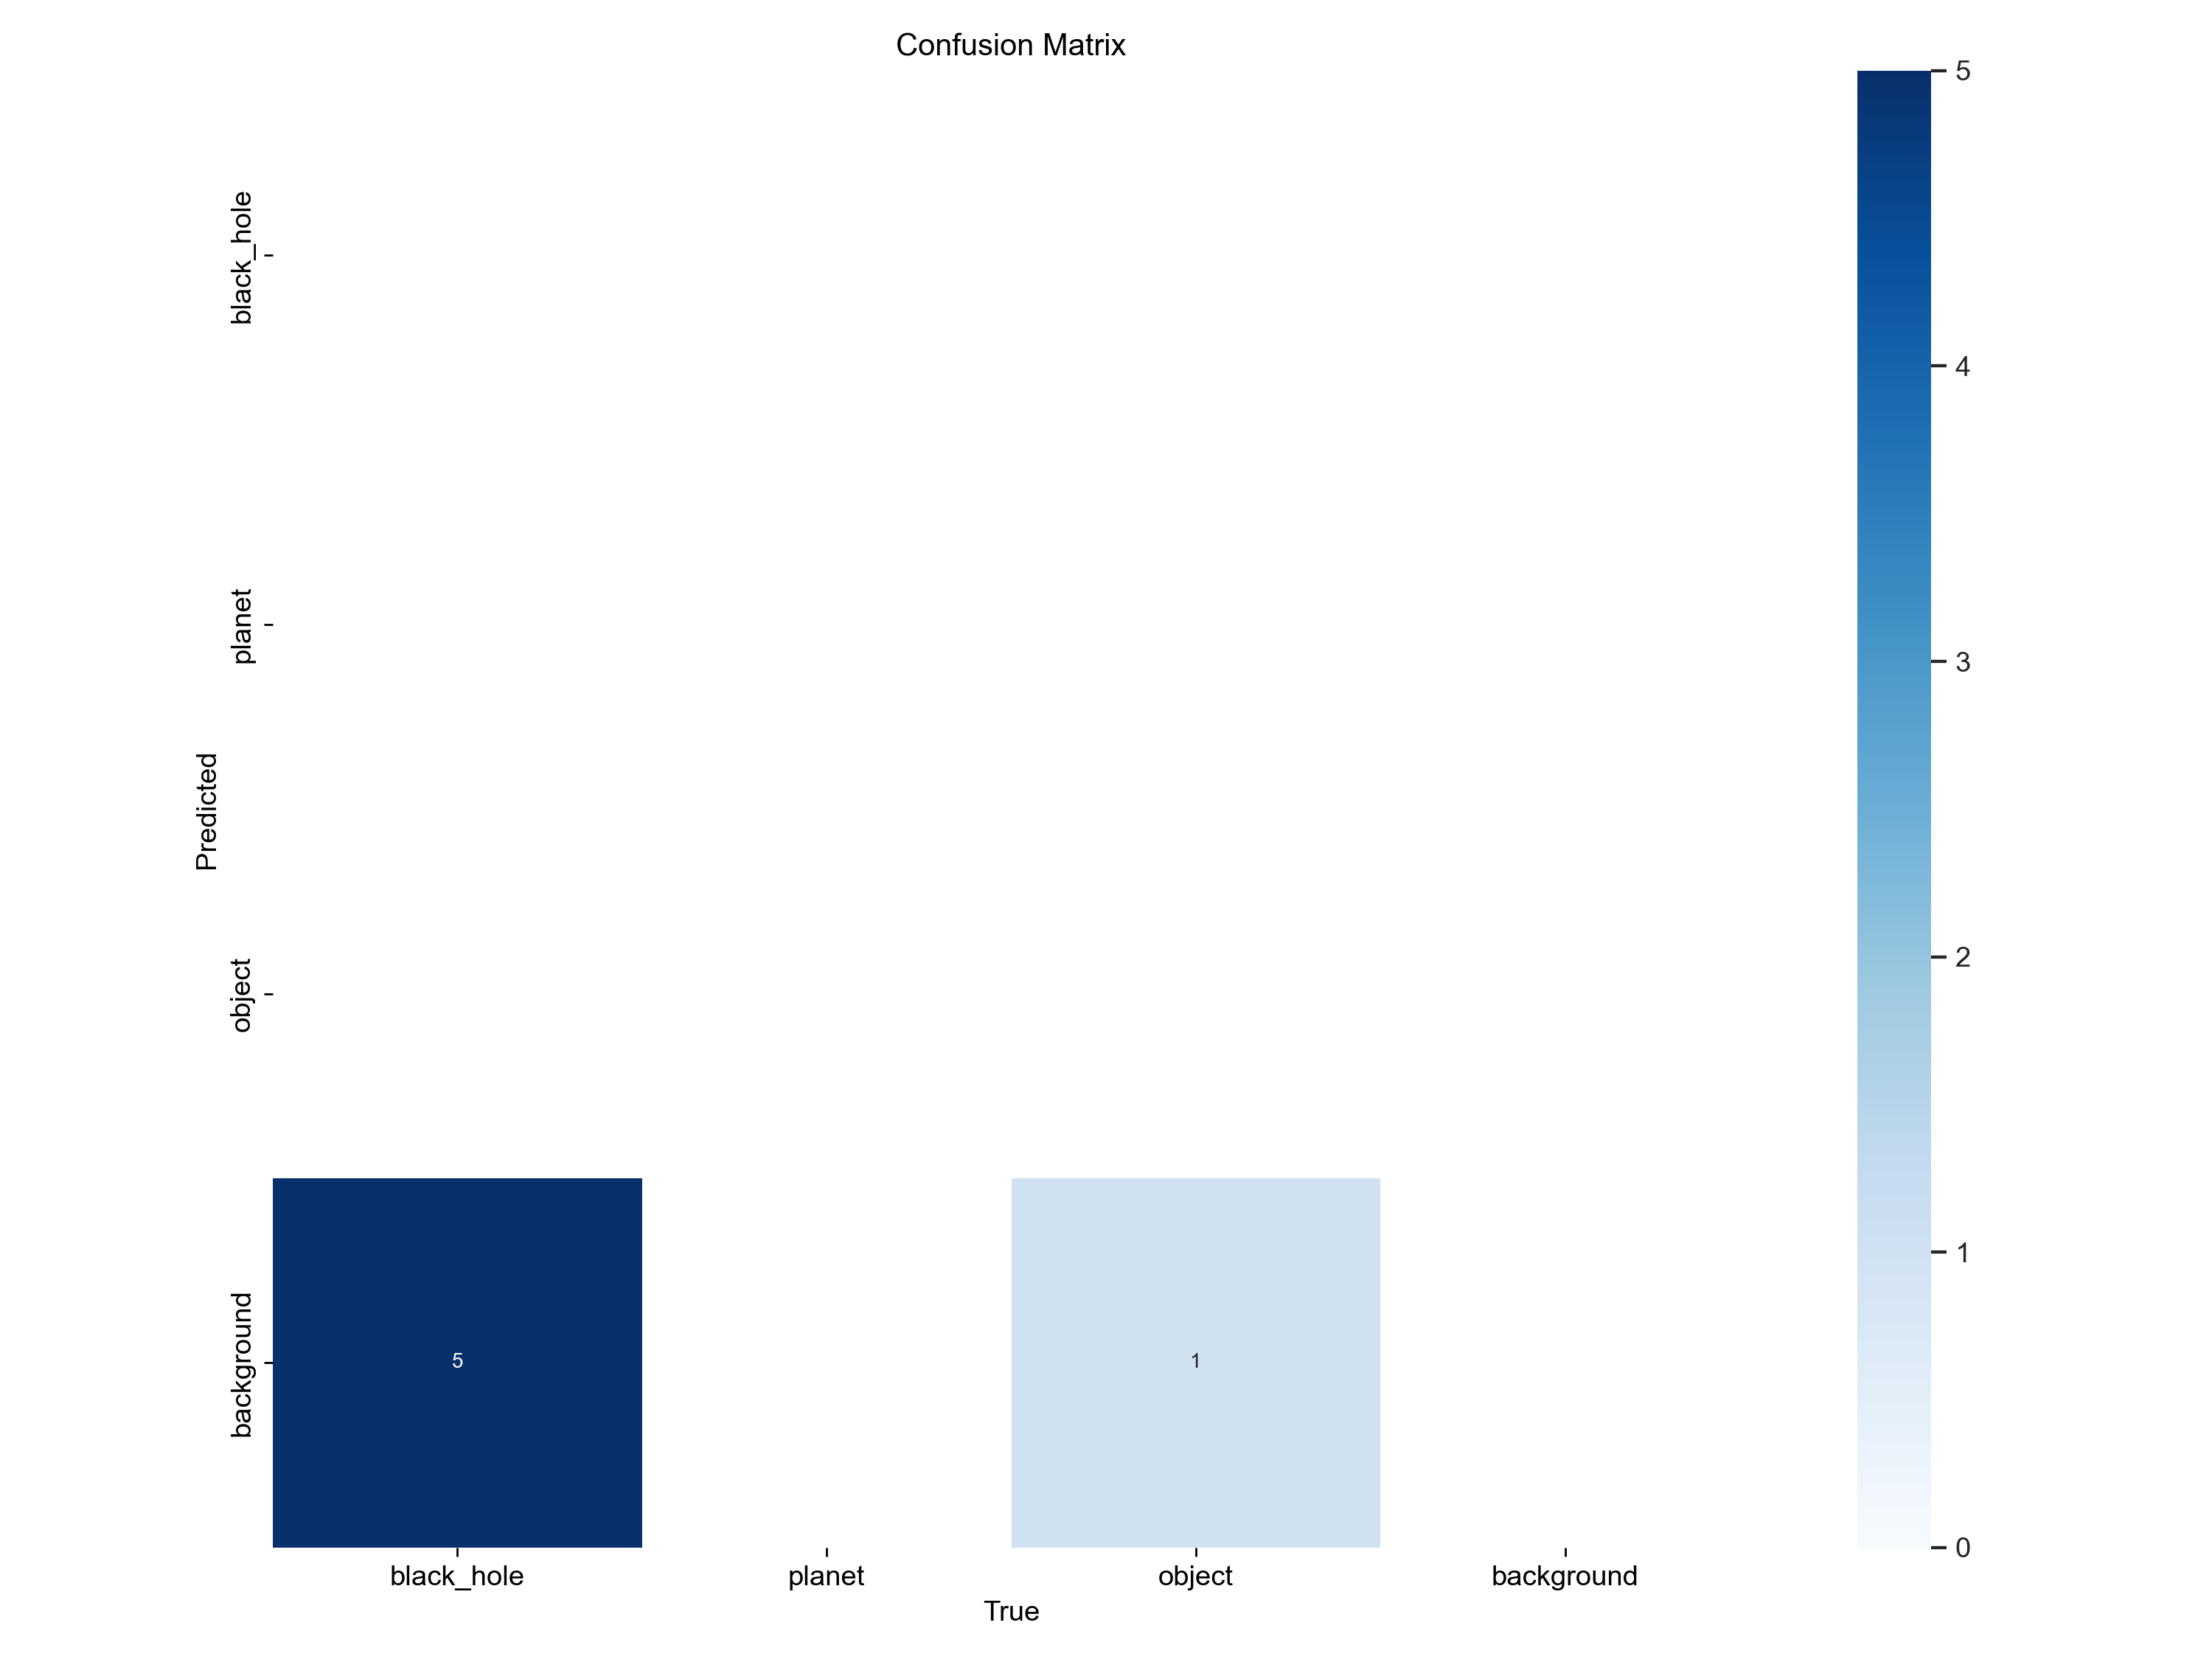 Confusion Matrix
black_hole
planet
object
background
Predicted
5
1
black_hole
planet
object
background
True
5
4
3
2
1
0